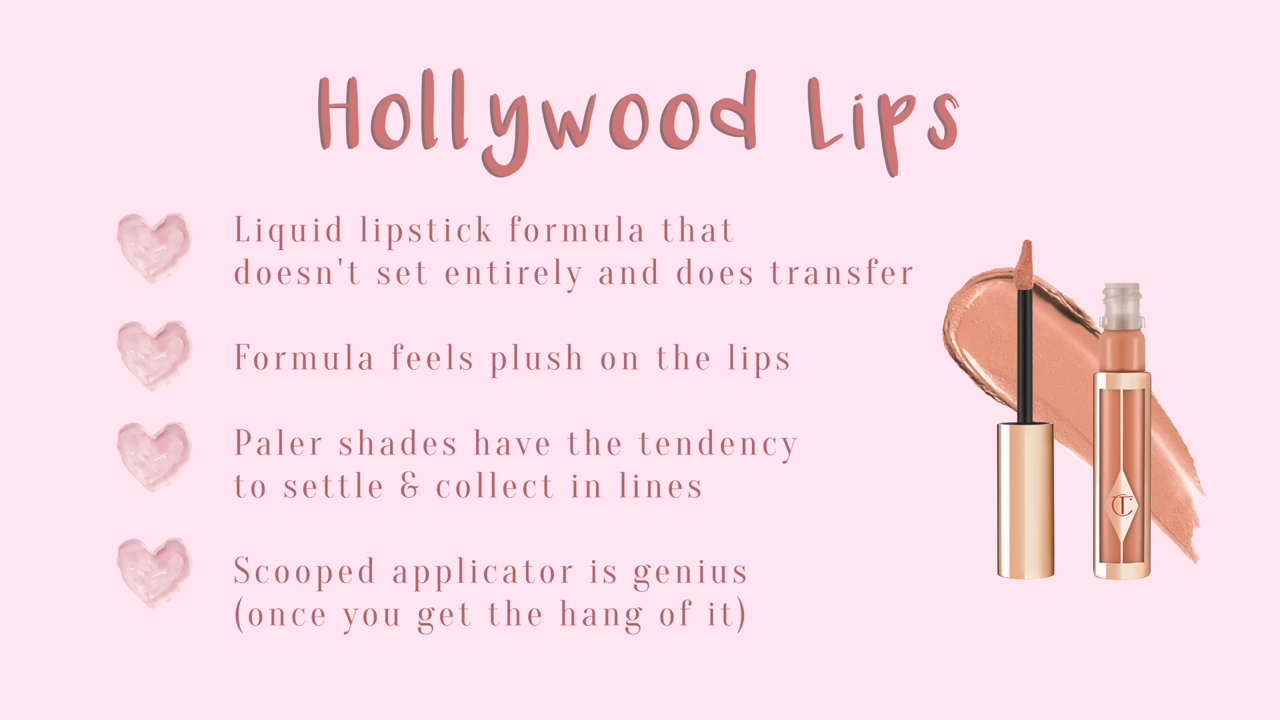 Hollywood Lips
Liquid lipstick formula that
doesn't set entirely and does transfer
Formula feels plush on the lips
Paler shades have the tendency
to settle & collect in lines
Scooped applicator is genius
(once you get the hang of it)
CT